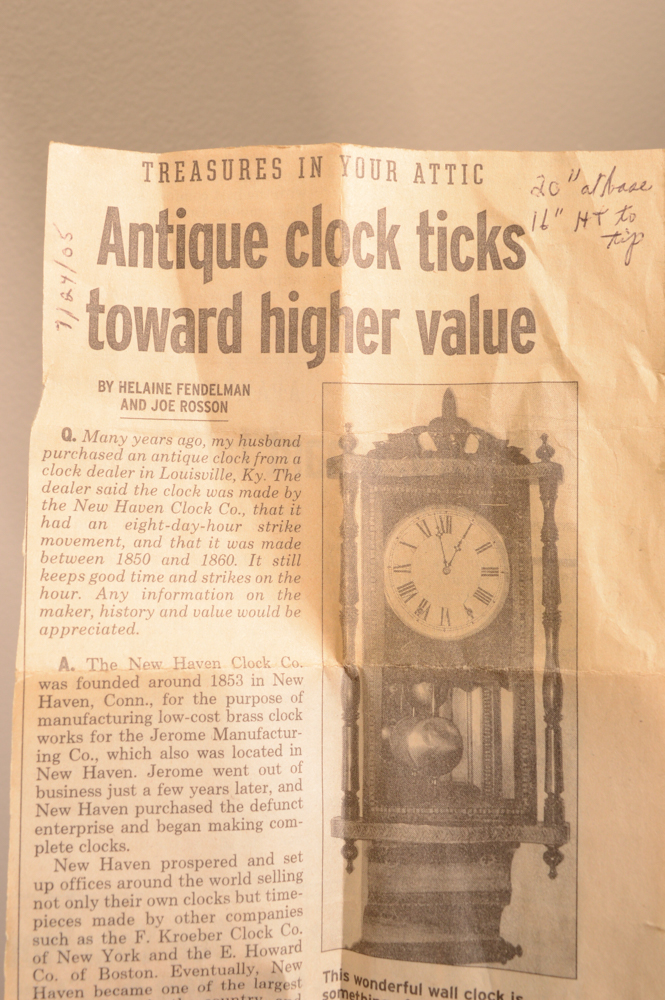 TREASURES IN YOUR ATTIC
20" at base
16" HT to
tip
7/24/05
Antique clock ticks
toward higher value
BY HELAINE FENDELMAN
AND JOE ROSSON
Q. Many years ago, my husband
purchased an antique clock from a
clock dealer in Louisville, Ky. The
dealer said the clock was made by
the New Haven Clock Co., that it
had an eight-day-hour strike
movement, and that it was made
between 1850 and 1860. It still
keeps good time and strikes on the
hour. Any information on the
maker, history and value would be
appreciated.
A. The New Haven Clock Co.
was founded around 1853 in New
Haven, Conn., for the purpose of
manufacturing low-cost brass clock
works for the Jerome Manufactur-
ing Co., which also was located in
New Haven. Jerome went out of
business just a few years later, and
New Haven purchased the defunct
enterprise and began making com-
plete clocks.
New Haven prospered and set
up offices around the world selling
not only their own clocks but time-
pieces made by other companies
such as the F. Kroeber Clock Co.
of New York and the E. Howard
Co. of Boston. Eventually, New
Haven became one of the largest
country, and
This wonderful wall clock is